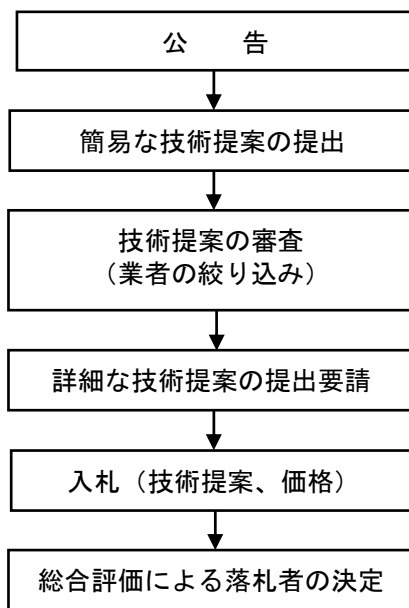 公　　告
簡易な技術提案の提出
技術提案の審査
（業者の絞り込み）
詳細な技術提案の提出要請
入札（技術提案、価格）
総合評価による落札者の決定